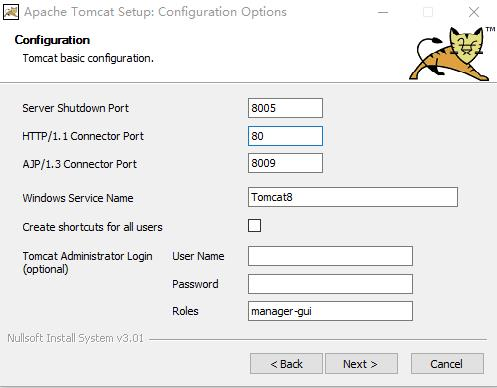 Apache Tomcat Setup: Configuration Options
Configuration
Tomcat basic configuration.
TM
Server Shutdown Port 8005
HTTP/1.1 Connector Port 80
AJP/1.3 Connector Port 8009
Windows Service Name Tomcat8
Create shortcuts for all users
Tomcat Administrator Login User Name
(optional)
Password
Roles manager-gui
Nullsoft Install System v3.01
< Back Next > Cancel